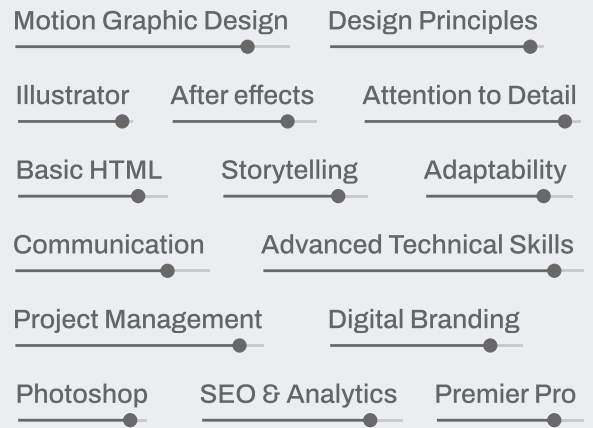 Motion Graphic Design Design Principles
Illustrator After effects Attention to Detail
Basic HTML Storytelling Adaptability
Communication Advanced Technical Skills
Project Management Digital Branding
Photoshop SEO & Analytics Premier Pro